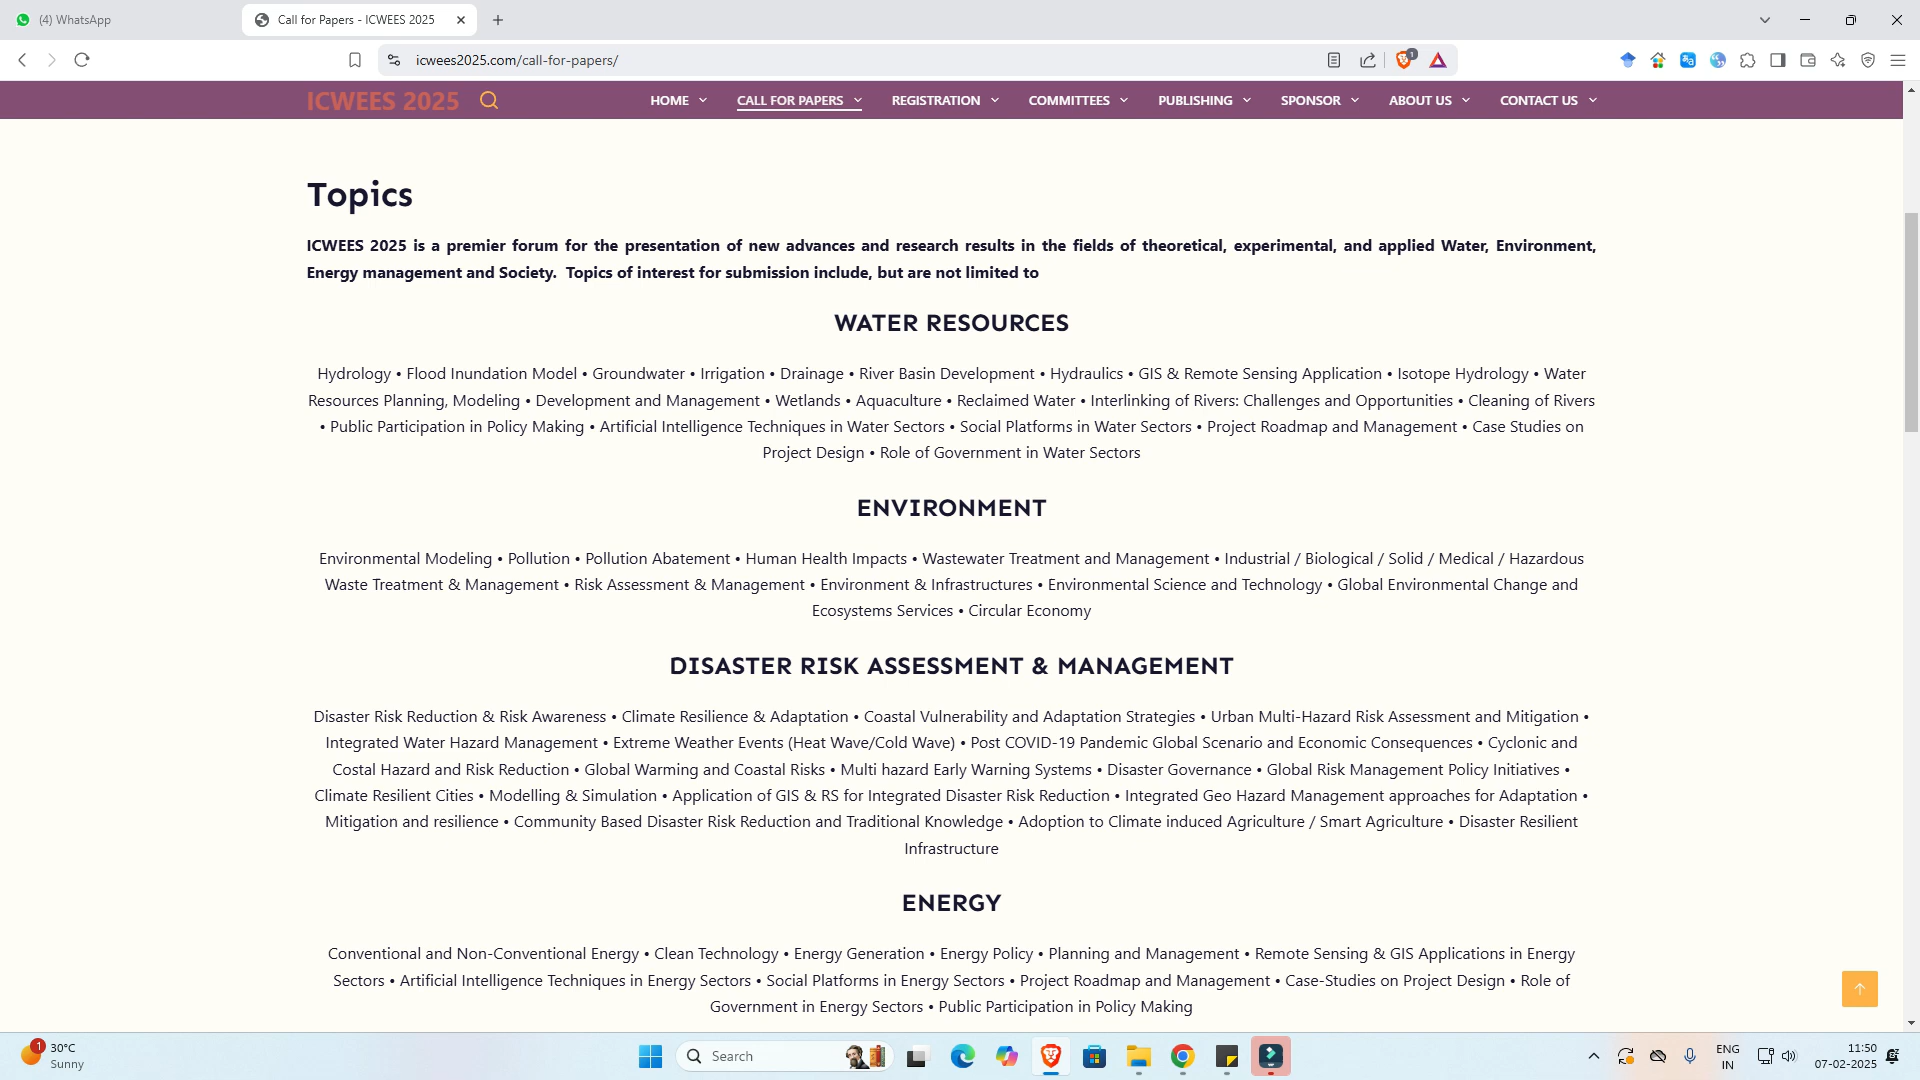 (4) WhatsApp
Call for Papers - ICWEES 2025
icwees2025.com/call-for-papers/
1
ICWEES 2025
HOME
CALL FOR PAPERS
REGISTRATION
COMMITTEES
PUBLISHING
SPONSOR
ABOUT US
CONTACT US
Topics
ICWEES 2025 is a premier forum for the presentation of new advances and research results in the fields of theoretical, experimental, and applied Water, Environment,
Energy management and Society. Topics of interest for submission include, but are not limited to
WATER RESOURCES
Hydrology • Flood Inundation Model • Groundwater • Irrigation • Drainage • River Basin Development • Hydraulics • GIS & Remote Sensing Application • Isotope Hydrology • Water
Resources Planning, Modeling • Development and Management • Wetlands • Aquaculture • Reclaimed Water • Interlinking of Rivers: Challenges and Opportunities • Cleaning of Rivers
• Public Participation in Policy Making • Artificial Intelligence Techniques in Water Sectors • Social Platforms in Water Sectors • Project Roadmap and Management • Case Studies on
Project Design • Role of Government in Water Sectors
ENVIRONMENT
Environmental Modeling • Pollution • Pollution Abatement • Human Health Impacts • Wastewater Treatment and Management • Industrial / Biological / Solid / Medical / Hazardous
Waste Treatment & Management • Risk Assessment & Management • Environment & Infrastructures • Environmental Science and Technology • Global Environmental Change and
Ecosystems Services • Circular Economy
DISASTER RISK ASSESSMENT & MANAGEMENT
Disaster Risk Reduction & Risk Awareness • Climate Resilience & Adaptation • Coastal Vulnerability and Adaptation Strategies • Urban Multi-Hazard Risk Assessment and Mitigation •
Integrated Water Hazard Management • Extreme Weather Events (Heat Wave/Cold Wave) • Post COVID-19 Pandemic Global Scenario and Economic Consequences • Cyclonic and
Costal Hazard and Risk Reduction • Global Warming and Coastal Risks • Multi hazard Early Warning Systems • Disaster Governance • Global Risk Management Policy Initiatives •
Climate Resilient Cities • Modelling & Simulation • Application of GIS & RS for Integrated Disaster Risk Reduction • Integrated Geo Hazard Management approaches for Adaptation •
Mitigation and resilience • Community Based Disaster Risk Reduction and Traditional Knowledge • Adoption to Climate induced Agriculture / Smart Agriculture • Disaster Resilient
Infrastructure
ENERGY
Conventional and Non-Conventional Energy • Clean Technology • Energy Generation • Energy Policy • Planning and Management • Remote Sensing & GIS Applications in Energy
Sectors • Artificial Intelligence Techniques in Energy Sectors • Social Platforms in Energy Sectors • Project Roadmap and Management • Case-Studies on Project Design • Role of
Government in Energy Sectors • Public Participation in Policy Making
1
30°C
Sunny
Search
ENG
IN
11:50
07-02-2025